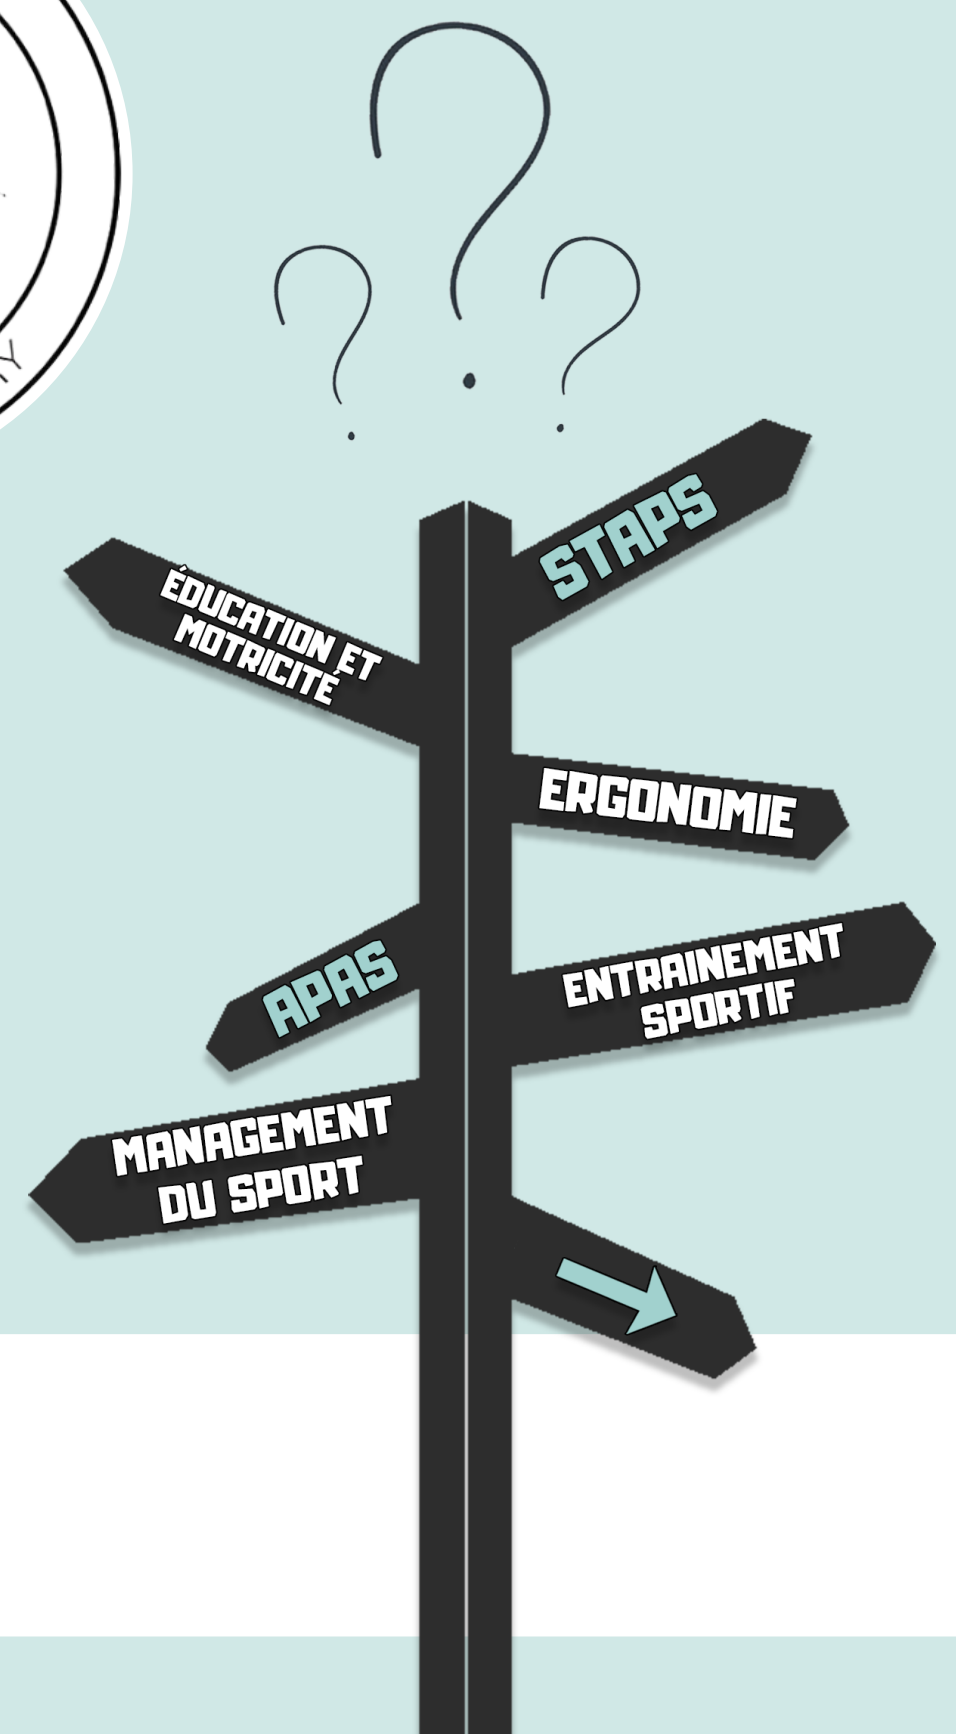 STAPS
ÉDUCATION ET
MOTRICITÉ
ERGONOMIE
APAS
ENTRAINEMENT
SPORTIF
MANAGEMENT
DU SPORT